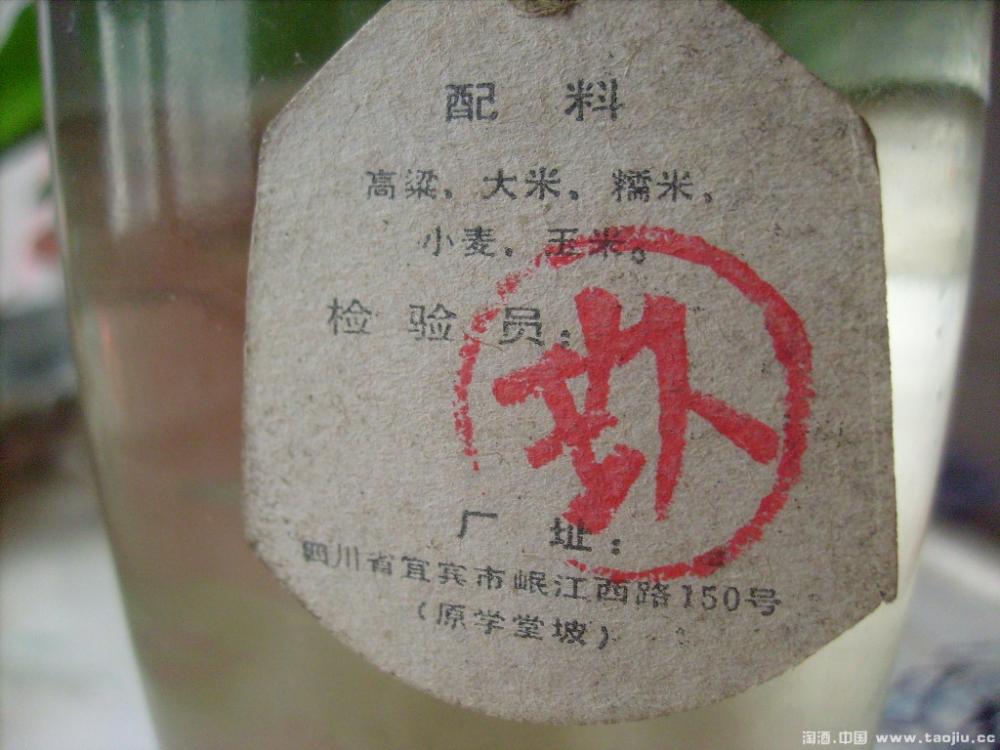 配 料
高粱、大米、糯米、
小麦、玉米。
检 验 员：
厂 址：
四川省宜宾市岷江西路150号
（原学堂坡）
淘酒.中国 www.taojiu.cc